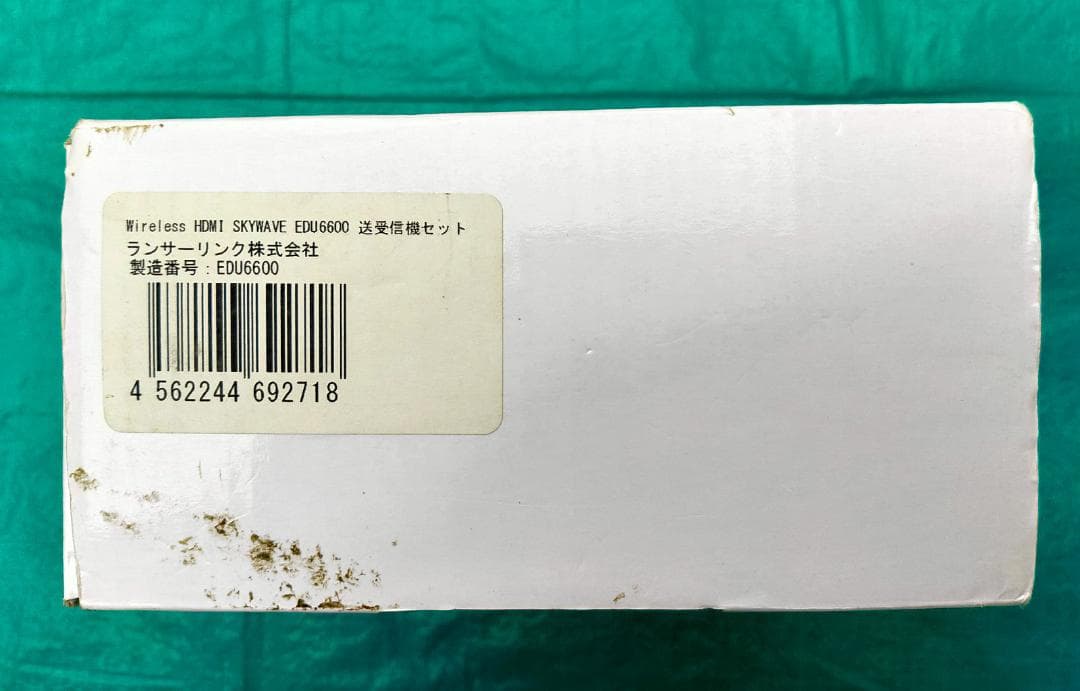 Wireless HDMI SKYWAVE EDU6600 送受信機セット
ランサーリンク株式会社
製造番号：EDU6600
4 562244 692718